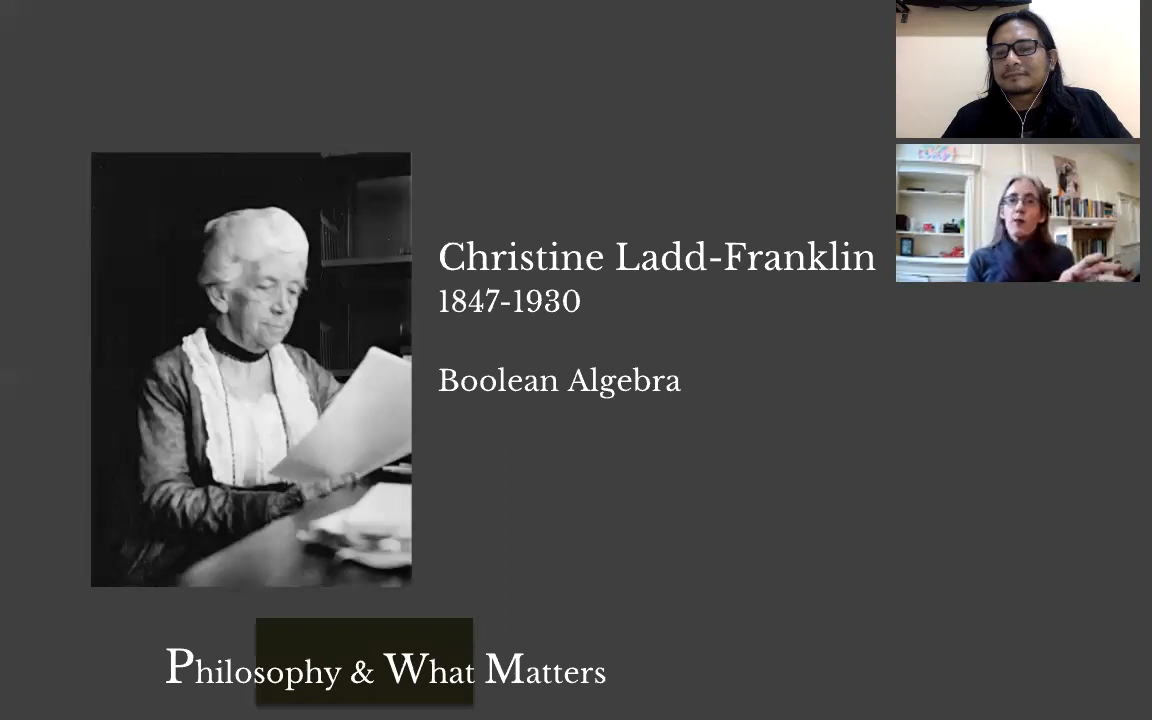 Christine Ladd-Franklin
1847-1930
Boolean Algebra
Philosophy & What Matters